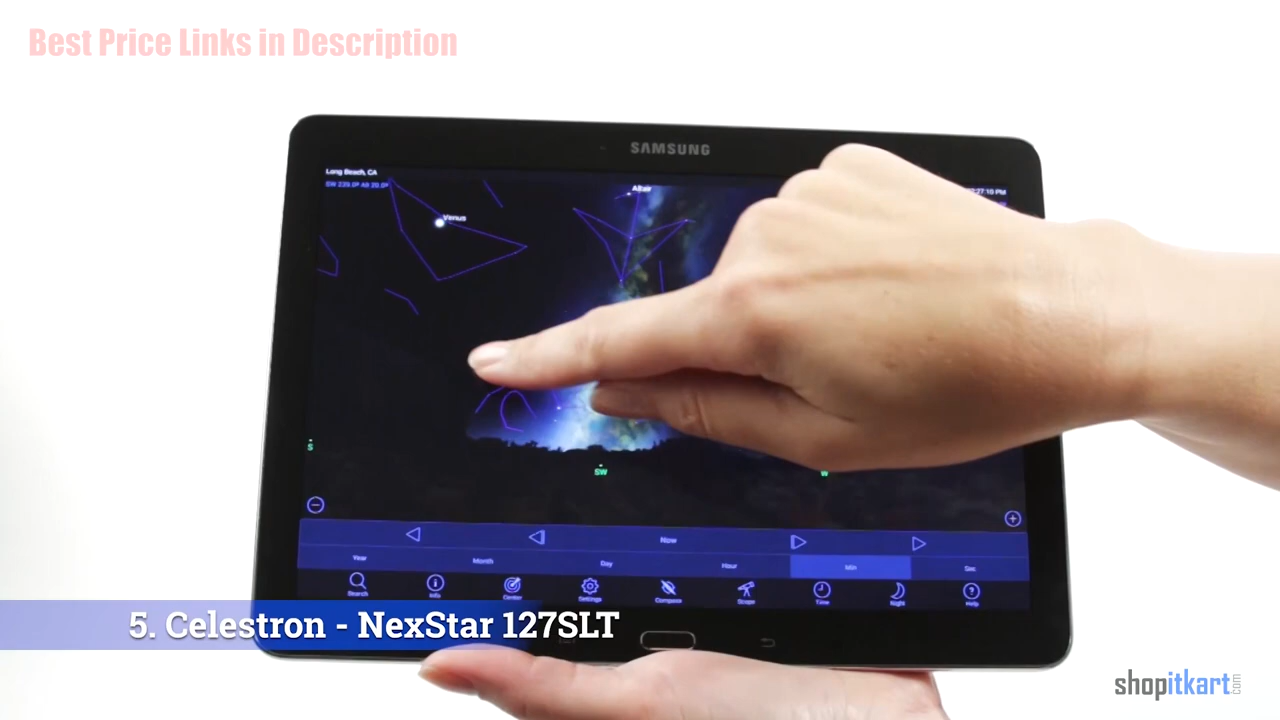 Best Price Links in Description
SAMSUNG
Long Beach, CA
Altair
Venus
S
SW
W
Now
Year
Month
Day
Hour
Min
Sec
Search
Info
Center
Settings
Compass
Scope
Time
Night
Help
5. Celestron - NexStar 127SLT
shopitkart.com